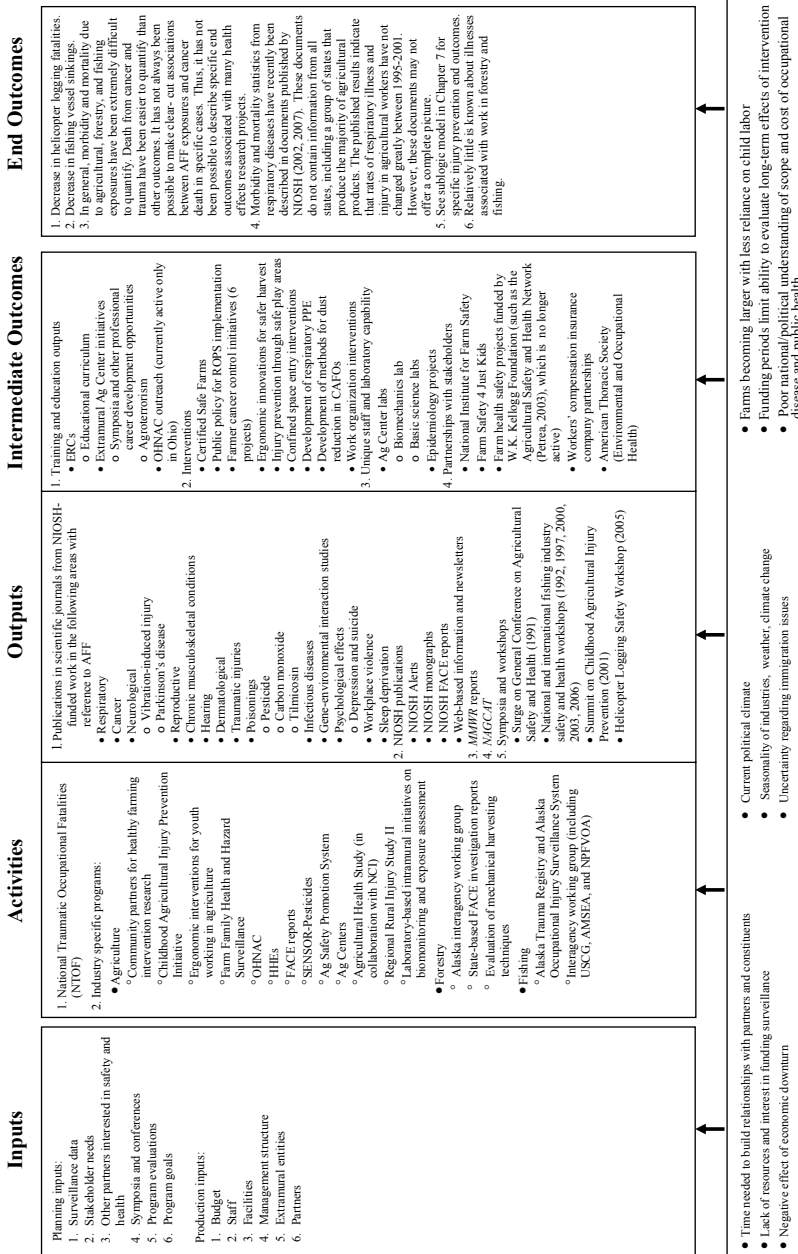 Inputs
Planning inputs:
1. Surveillance data
2. Stakeholder needs
3. Other partners interested in safety and
health
4. Symposia and conferences
5. Program evaluations
6. Program goals
Production inputs:
1. Budget
2. Staff
3. Facilities
4. Management structure
5. Extramural entities
6. Partners
Activities
1. National Traumatic Occupational Fatalities
(NTOF)
2. Industry specific programs:
● Agriculture
° Community partners for healthy farming
intervention research
° Childhood Agricultural Injury Prevention
Initiative
° Ergonomic interventions for youth
working in agriculture
° Farm Family Health and Hazard
Surveillance
° OHNAC
° HHEs
° FACE reports
° SENSOR-Pesticides
° Ag Safety Promotion System
° Ag Centers
° Agricultural Health Study (in
collaboration with NCI)
° Regional Rural Injury Study II
° Laboratory-based intramural initiatives on
biomonitoring and exposure assessment
● Forestry
° Alaska interagency working group
° State-based FACE investigation reports
° Evaluation of mechanical harvesting
techniques
● Fishing
° Alaska Trauma Registry and Alaska
Occupational Injury Surveillance System
° Interagency working group (including
USCG, AMSEA, and NPFVOA)
Outputs
1. Publications in scientific journals from NIOSH-
funded work in the following areas with
reference to AFF
• Respiratory
• Cancer
• Neurological
o Vibration-induced injury
o Parkinson's disease
• Reproductive
• Chronic musculoskeletal conditions
• Hearing
• Dermatological
• Traumatic injuries
• Poisonings
o Pesticide
o Carbon monoxide
o Tilmicosin
• Infectious diseases
• Gene-environmental interaction studies
• Psychological effects
o Depression and suicide
• Workplace violence
• Sleep deprivation
2. NIOSH publications
• NIOSH Alerts
• NIOSH monographs
• NIOSH FACE reports
• Web-based information and newsletters
3. MMWR reports
4. NAGCAT
5. Symposia and workshops
• Surge on General Conference on Agricultural
Safety and Health (1991)
• National and international fishing industry
safety and health workshops (1992, 1997, 2000,
2003, 2006)
• Summit on Childhood Agricultural Injury
Prevention (2001)
• Helicopter Logging Safety Workshop (2005)
Intermediate Outcomes
1. Training and education outputs
• ERCs
o Educational curriculum
• Extramural Ag Center initiatives
o Symposia and other professional
career development opportunities
o Agroterrorism
• OHNAC outreach (currently active only
in Ohio)
2. Interventions
• Certified Safe Farms
• Public policy for ROPS implementation
• Farmer cancer control initiatives (6
projects)
• Ergonomic innovations for safer harvest
• Injury prevention through safe play areas
• Confined space entry interventions
• Development of respiratory PPE
• Development of methods for dust
reduction in CAFOs
• Work organization interventions
3. Unique staff and laboratory capability
• Ag Center labs
o Biomechanics lab
o Basic science labs
• Epidemiology projects
4. Partnerships with stakeholders
• National Institute for Farm Safety
• Farm Safety 4 Just Kids
• Farm health safety projects funded by
W.K. Kellogg Foundation (such as the
Agricultural Safety and Health Network
(Petrea, 2003), which is no longer
active)
• Workers' compensation insurance
company partnerships
• American Thoracic Society
(Environmental and Occupational
Health)
End Outcomes
1. Decrease in helicopter logging fatalities.
2. Decrease in fishing vessel sinkings.
3. In general, morbidity and mortality due
to agricultural, forestry, and fishing
exposures have been extremely difficult
to quantify. Death from cancer and
trauma have been easier to quantify than
other outcomes. It has not always been
possible to make clear- cut associations
between AFF exposures and cancer
death in specific cases. Thus, it has not
been possible to describe specific end
outcomes associated with many health
effects research projects.
4. Morbidity and mortality statistics from
respiratory diseases have recently been
described in documents published by
NIOSH (2002, 2007). These documents
do not contain information from all
states, including a group of states that
produce the majority of agricultural
products. The published results indicate
that rates of respiratory illness and
injury in agricultural workers have not
changed greatly between 1995-2001.
However, these documents may not
offer a complete picture.
5. See sublogic model in Chapter 7 for
specific injury prevention end outcomes.
6. Relatively little is known about illnesses
associated with work in forestry and
fishing.
● Time needed to build relationships with partners and constituents
● Lack of resources and interest in funding surveillance
● Negative effect of economic downturn
● Current political climate
● Seasonality of industries, weather, climate change
● Uncertainty regarding immigration issues
● Farms becoming larger with less reliance on child labor
● Funding periods limit ability to evaluate long-term effects of intervention
● Poor national/political understanding of scope and cost of occupational
disease and public health